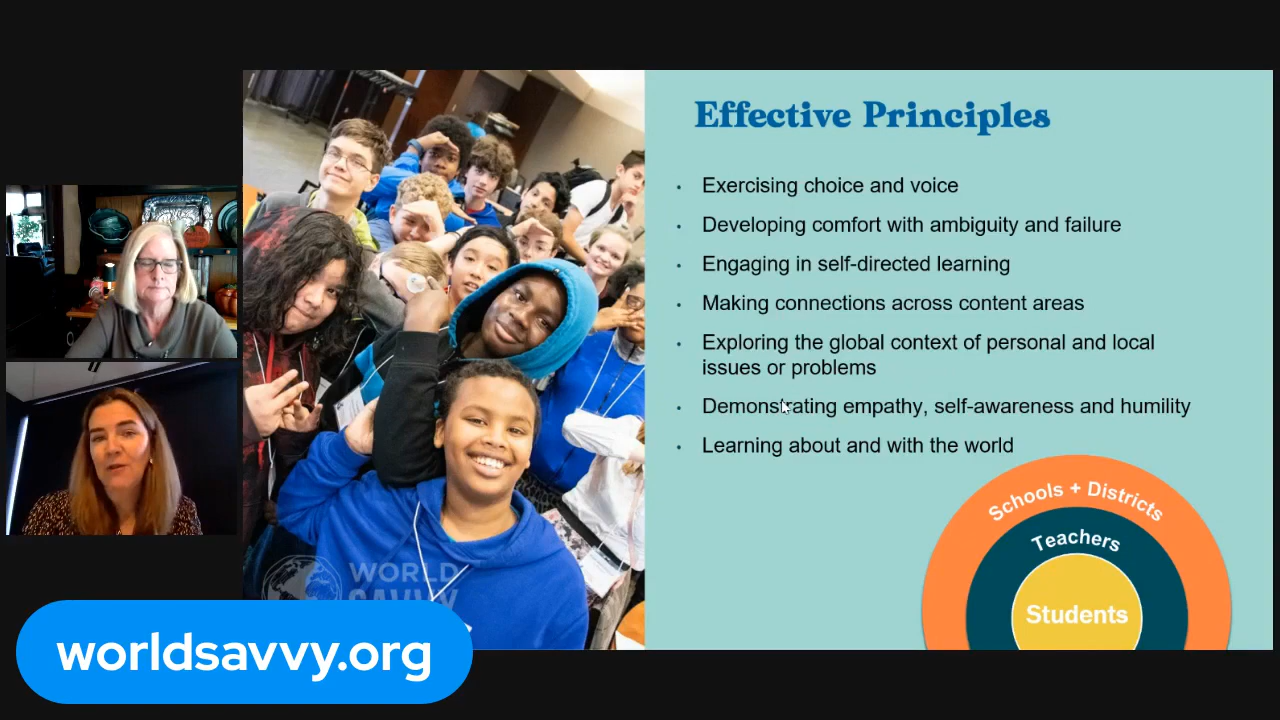 Effective Principles
Exercising choice and voice
Developing comfort with ambiguity and failure
Engaging in self-directed learning
Making connections across content areas
Exploring the global context of personal and local
issues or problems
Demonstrating empathy, self-awareness and humility
Learning about and with the world
Schools + Districts
Teachers
Students
WORLD
SAVVY
worldsavvy.org